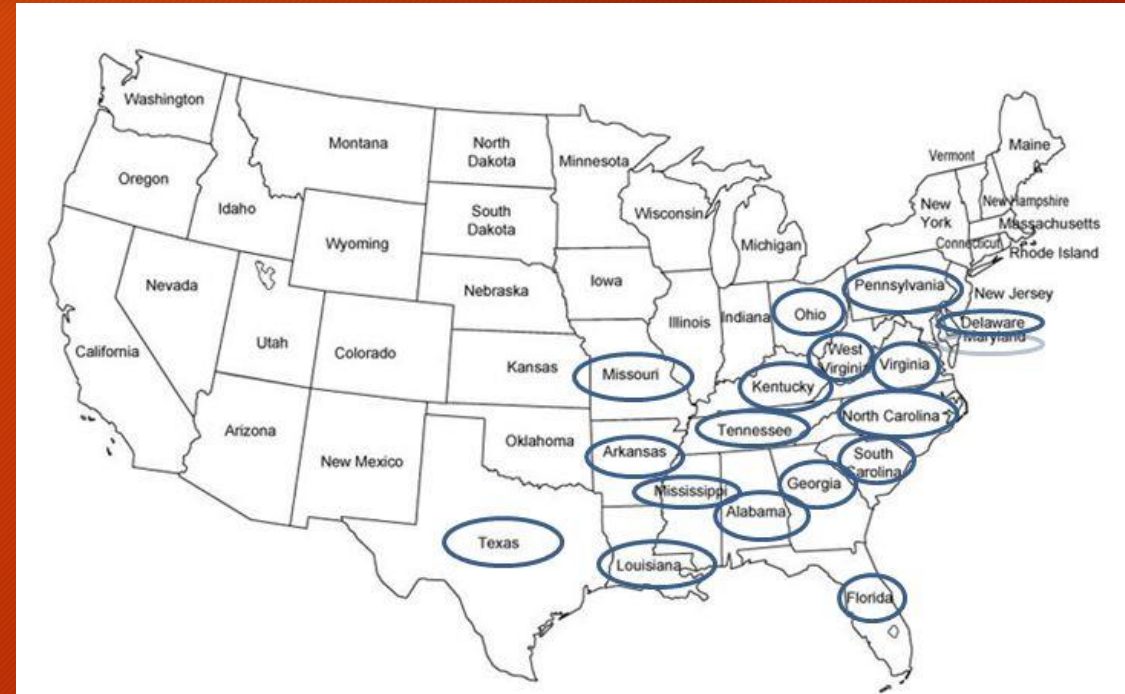 Washington
Montana
North
Dakota
Minnesota
Vermont
Maine
Oregon
Idaho
South
Dakota
Wisconsin
Michigan
New
York
New Hampshire
Massachusetts
Connecticut
Rhode Island
Wyoming
Nevada
Nebraska
Iowa
Pennsylvania
New Jersey
Utah
Colorado
Illinois
Indiana
Ohio
Delaware
Maryland
California
Kansas
Missouri
West
Virginia
Virginia
Kentucky
Arizona
New Mexico
Oklahoma
Arkansas
Tennessee
North Carolina
South
Carolina
Mississippi
Georgia
Alabama
Texas
Louisiana
Florida